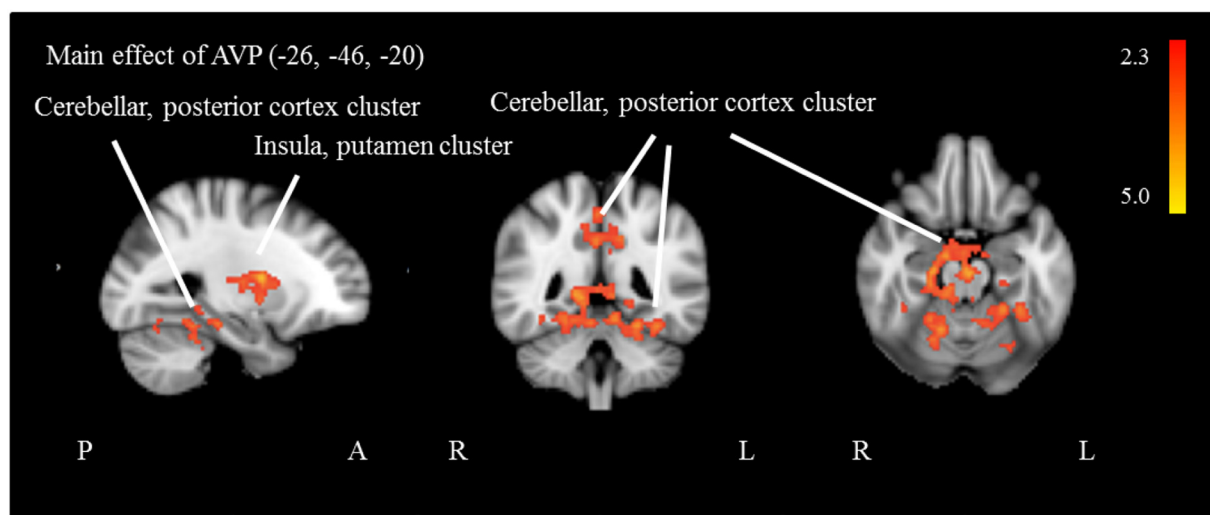 Main effect of AVP (-26, -46, -20)
2.3
Cerebellar, posterior cortex cluster
Cerebellar, posterior cortex cluster
Insula, putamen cluster
5.0
P
A
R
L
R
L